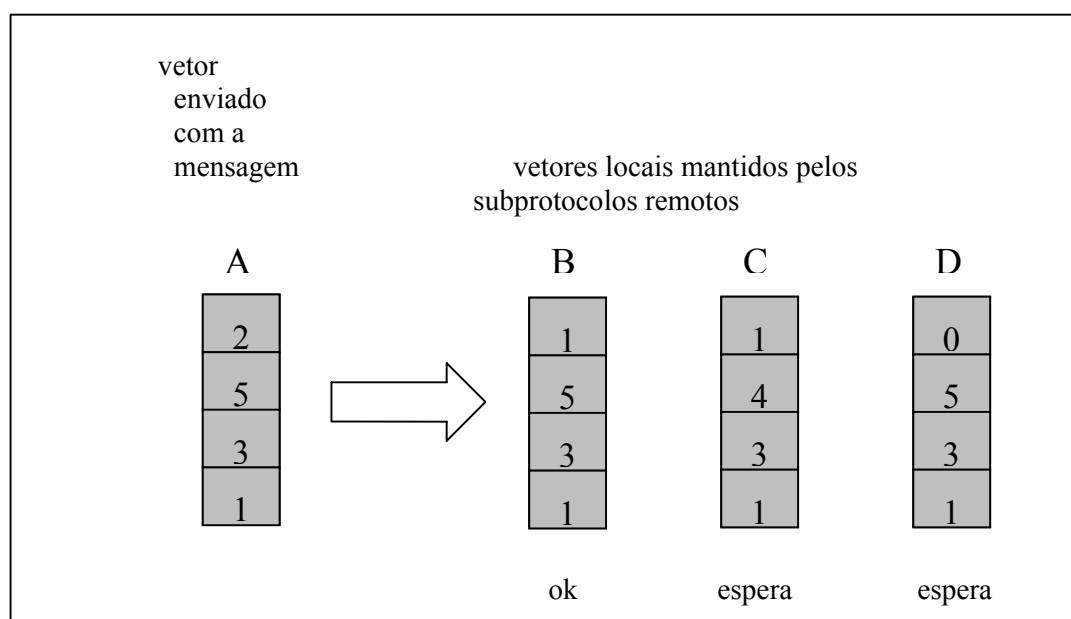 vetor
enviado
com a
mensagem
vetores locais mantidos pelos
subprotocolos remotos
A B C D
2 1 1 0
5 5 4 5
3 3 3 3
1 1 1 1
ok espera espera